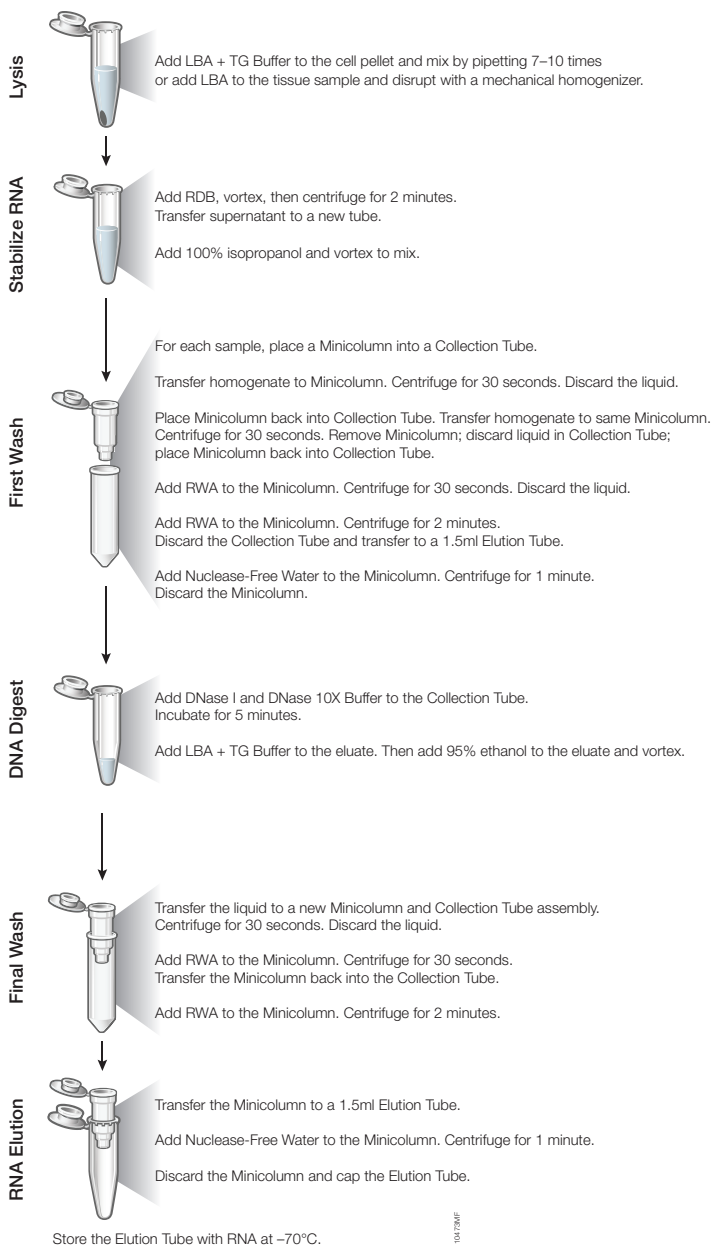 Lysis
Add LBA + TG Buffer to the cell pellet and mix by pipetting 7–10 times
or add LBA to the tissue sample and disrupt with a mechanical homogenizer.
Stabilize RNA
Add RDB, vortex, then centrifuge for 2 minutes.
Transfer supernatant to a new tube.
Add 100% isopropanol and vortex to mix.
First Wash
For each sample, place a Minicolumn into a Collection Tube.
Transfer homogenate to Minicolumn. Centrifuge for 30 seconds. Discard the liquid.
Place Minicolumn back into Collection Tube. Transfer homogenate to same Minicolumn.
Centrifuge for 30 seconds. Remove Minicolumn; discard liquid in Collection Tube;
place Minicolumn back into Collection Tube.
Add RWA to the Minicolumn. Centrifuge for 30 seconds. Discard the liquid.
Add RWA to the Minicolumn. Centrifuge for 2 minutes.
Discard the Collection Tube and transfer to a 1.5ml Elution Tube.
Add Nuclease-Free Water to the Minicolumn. Centrifuge for 1 minute.
Discard the Minicolumn.
DNA Digest
Add DNase I and DNase 10X Buffer to the Collection Tube.
Incubate for 5 minutes.
Add LBA + TG Buffer to the eluate. Then add 95% ethanol to the eluate and vortex.
Final Wash
Transfer the liquid to a new Minicolumn and Collection Tube assembly.
Centrifuge for 30 seconds. Discard the liquid.
Add RWA to the Minicolumn. Centrifuge for 30 seconds.
Transfer the Minicolumn back into the Collection Tube.
Add RWA to the Minicolumn. Centrifuge for 2 minutes.
RNA Elution
Transfer the Minicolumn to a 1.5ml Elution Tube.
Add Nuclease-Free Water to the Minicolumn. Centrifuge for 1 minute.
Discard the Minicolumn and cap the Elution Tube.
Store the Elution Tube with RNA at –70°C.
10473MF